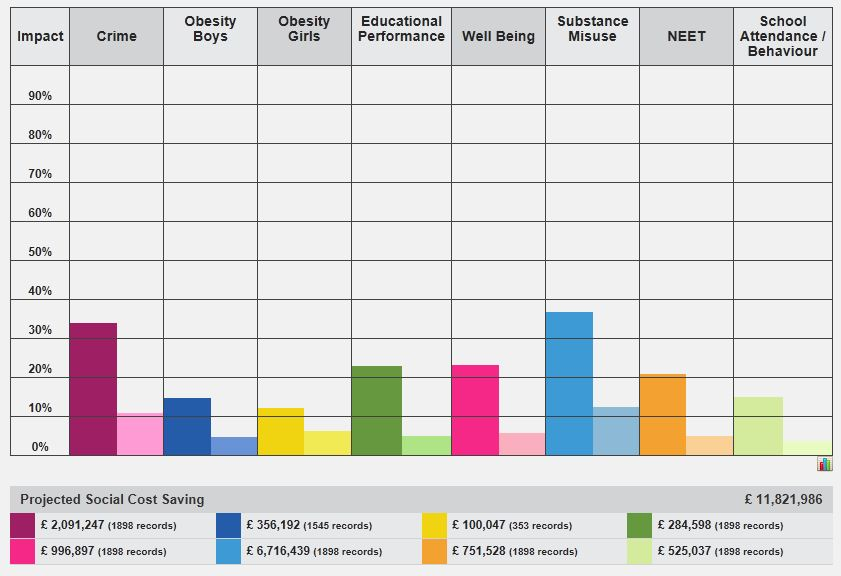 Impact
Crime
Obesity
Boys
Obesity
Girls
Educational
Performance
Well Being
Substance
Misuse
NEET
School
Attendance /
Behaviour
90%
80%
70%
60%
50%
40%
30%
20%
10%
0%
Projected Social Cost Saving £ 11,821,986
£ 2,091,247 (1898 records) £ 356,192 (1545 records) £ 100,047 (353 records) £ 284,598 (1898 records)
£ 996,897 (1898 records) £ 6,716,439 (1898 records) £ 751,528 (1898 records) £ 525,037 (1898 records)